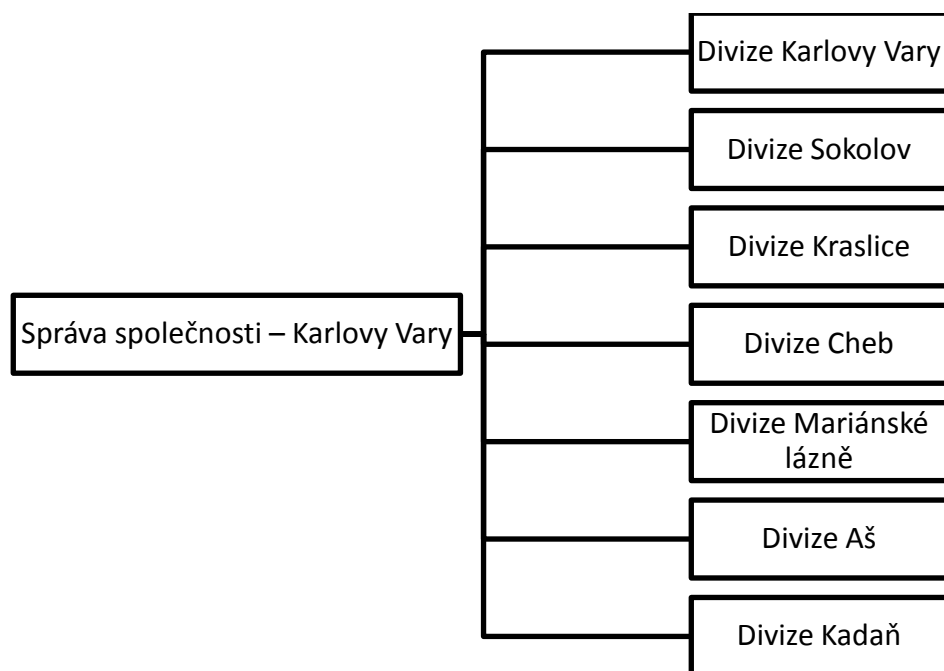 Divize Karlovy Vary
Divize Sokolov
Divize Kraslice
Správa společnosti – Karlovy Vary
Divize Cheb
Divize Mariánské
lázně
Divize Aš
Divize Kadaň